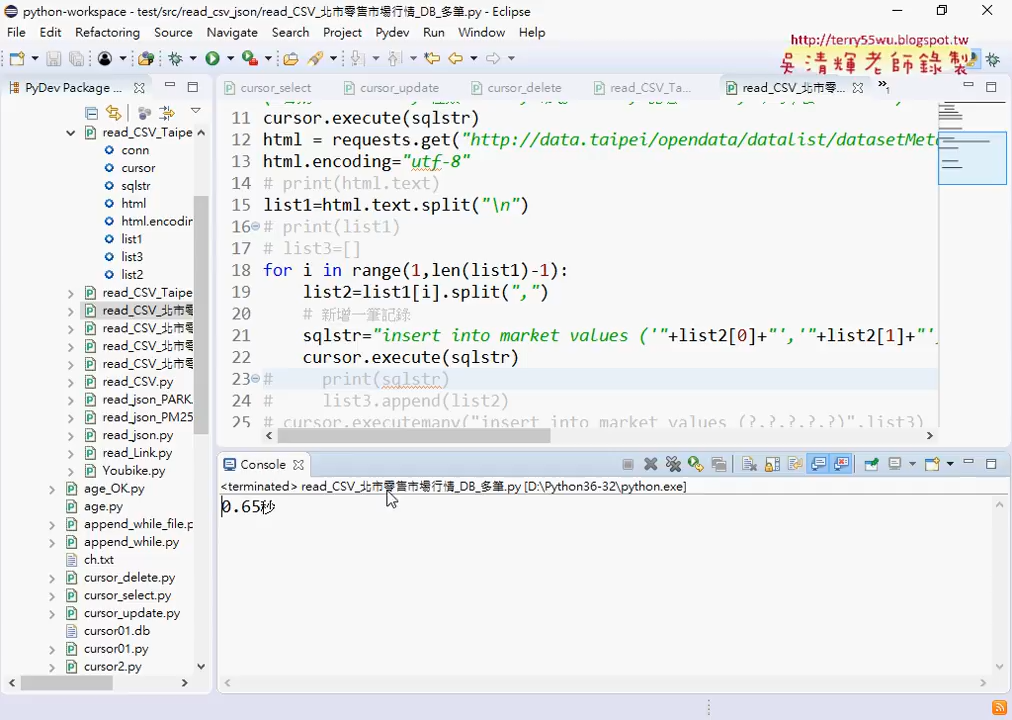 python-workspace - test/src/read_csv_json/read_CSV_北市零售市場行情_DB_多筆.py - Eclipse
File Edit Refactoring Source Navigate Search Project Pydev Run Window Help
http://terry55wu.blogspot.tw
吳清輝老師錄製
PyDev Package ...
cursor_select
cursor_update
cursor_delete
read_CSV_Ta...
read_CSV_北市零...
read_CSV_Taipe
conn
cursor
sqlstr
html
html.encodin
list1
list3
list2
read_CSV_Taipe
read_CSV_北市零
read_CSV_北市零
read_CSV_北市零
read_CSV_北市零
read_CSV.py
read_json_PARK.
read_json_PM25
read_json.py
read_Link.py
Youbike.py
age_OK.py
age.py
append_while_file.p
append_while.py
ch.txt
cursor_delete.py
cursor_select.py
cursor_update.py
cursor01.db
cursor01.py
cursor2.py
11 cursor.execute(sqlstr)
12 html = requests.get("http://data.taipei/opendata/datalist/datasetMeta
13 html.encoding="utf-8"
14 # print(html.text)
15 list1=html.text.split("\n")
16 # print(list1)
17 # list3=[]
18 for i in range(1,len(list1)-1):
19 list2=list1[i].split(",")
20 # 新增一筆記錄
21 sqlstr="insert into market values ('"+list2[0]+"','"+list2[1]+"'
22 cursor.execute(sqlstr)
23 # print(sqlstr)
24 # list3.append(list2)
25 # cursor.executemany("insert into market values (?,?,?,?,?)",list3)
Console
<terminated> read_CSV_北市零售市場行情_DB_多筆.py [D:\Python36-32\python.exe]
0.65秒